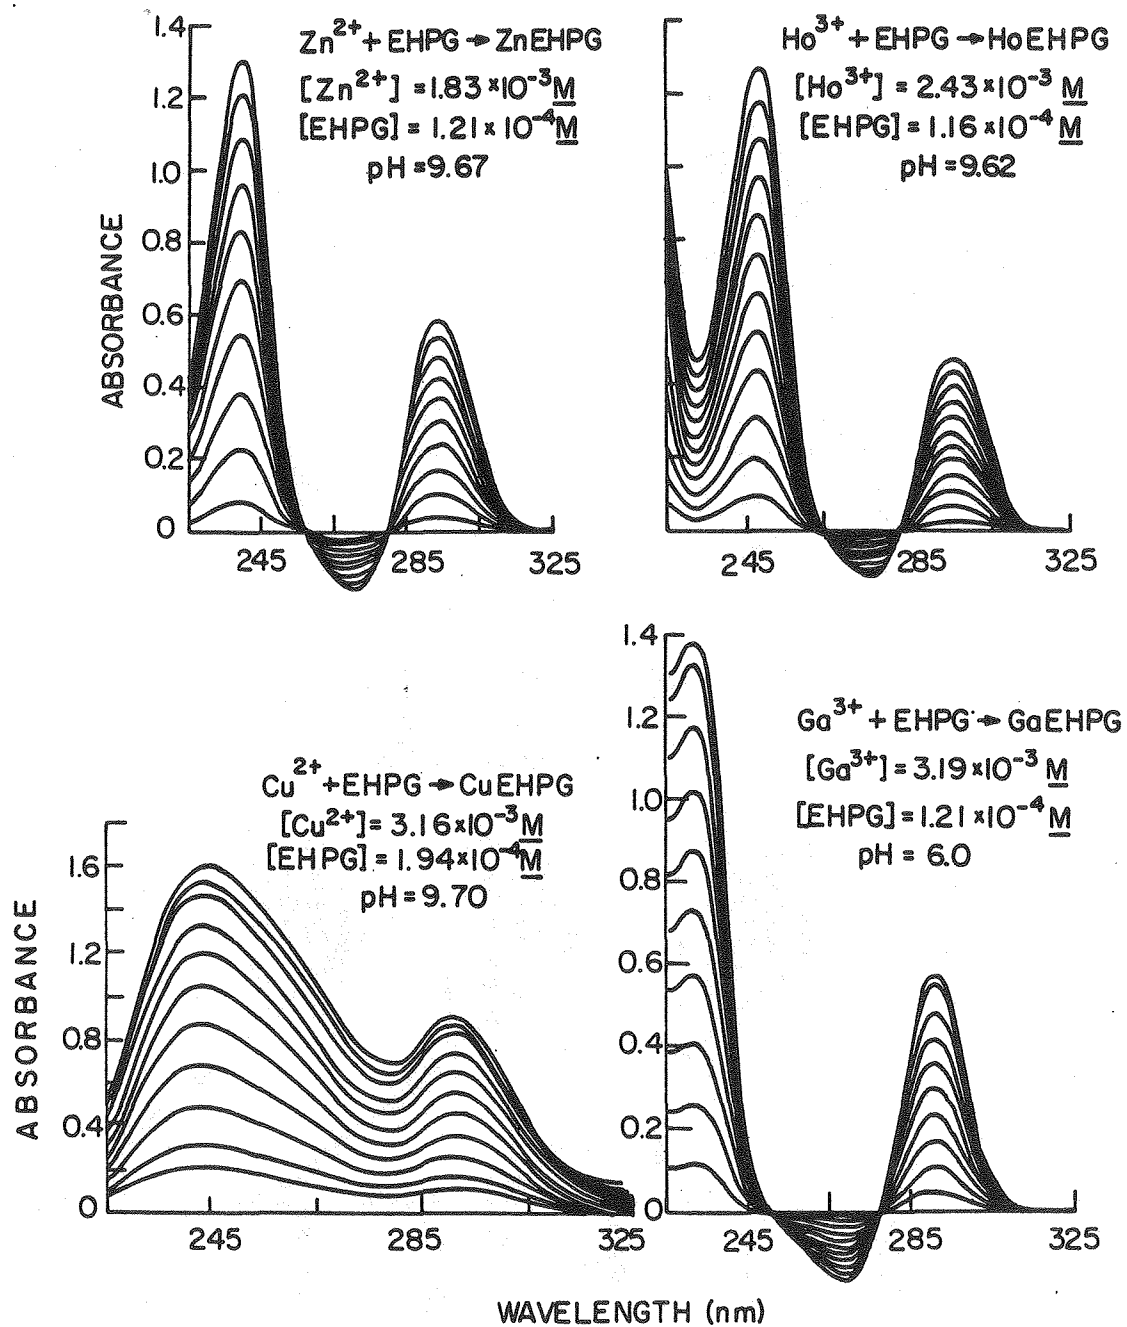 Zn²⁺ + EHPG → ZnEHPG
[Zn²⁺] = 1.83 × 10⁻³ M
[EHPG] = 1.21 × 10⁻⁴ M
pH = 9.67
ABSORBANCE
1.4
1.2
1.0
0.8
0.6
0.4
0.2
0
245 285 325
Ho³⁺ + EHPG → HoEHPG
[Ho³⁺] = 2.43 × 10⁻³ M
[EHPG] = 1.16 × 10⁻⁴ M
pH = 9.62
245 285 325
Cu²⁺ + EHPG → CuEHPG
[Cu²⁺] = 3.16 × 10⁻³ M
[EHPG] = 1.94 × 10⁻⁴ M
pH = 9.70
ABSORBANCE
1.6
1.2
0.8
0.4
0
245 285 325
Ga³⁺ + EHPG → GaEHPG
[Ga³⁺] = 3.19 × 10⁻³ M
[EHPG] = 1.21 × 10⁻⁴ M
pH = 6.0
1.4
1.2
1.0
0.8
0.6
0.4
0.2
0
245 285 325
WAVELENGTH (nm)